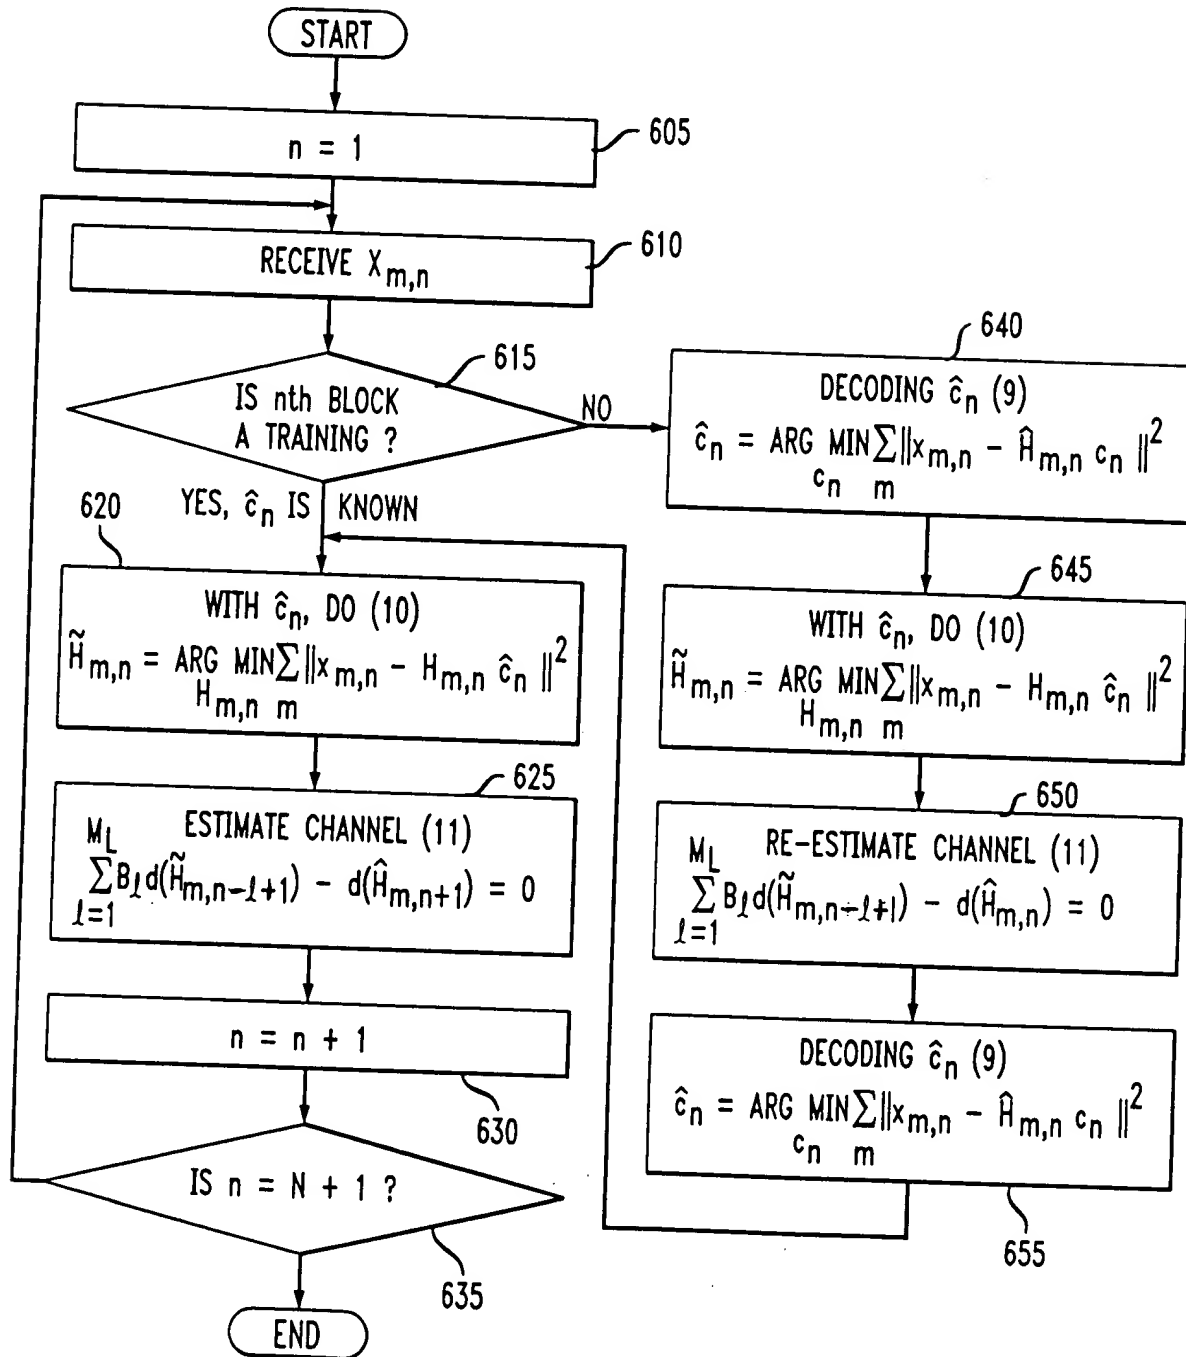 START
n = 1
605
RECEIVE X_{m,n}
610
IS nth BLOCK
A TRAINING ?
615
NO
YES, ĉ_n IS KNOWN
620
WITH ĉ_n, DO (10)
H̃_{m,n} = ARG MIN ∑ ||x_{m,n} - H_{m,n} ĉ_n ||²
H_{m,n} m
625
M_L ESTIMATE CHANNEL (11)
∑ B_ℓ d(H̃_{m,n-ℓ+1}) - d(Ĥ_{m,n+1}) = 0
ℓ=1
n = n + 1
630
IS n = N + 1 ?
635
END
640
DECODING ĉ_n (9)
ĉ_n = ARG MIN ∑ ||x_{m,n} - Ĥ_{m,n} c_n ||²
c_n m
645
WITH ĉ_n, DO (10)
H̃_{m,n} = ARG MIN ∑ ||x_{m,n} - H_{m,n} ĉ_n ||²
H_{m,n} m
650
M_L RE-ESTIMATE CHANNEL (11)
∑ B_ℓ d(H̃_{m,n-ℓ+1}) - d(Ĥ_{m,n}) = 0
ℓ=1
DECODING ĉ_n (9)
ĉ_n = ARG MIN ∑ ||x_{m,n} - Ĥ_{m,n} c_n ||²
c_n m
655